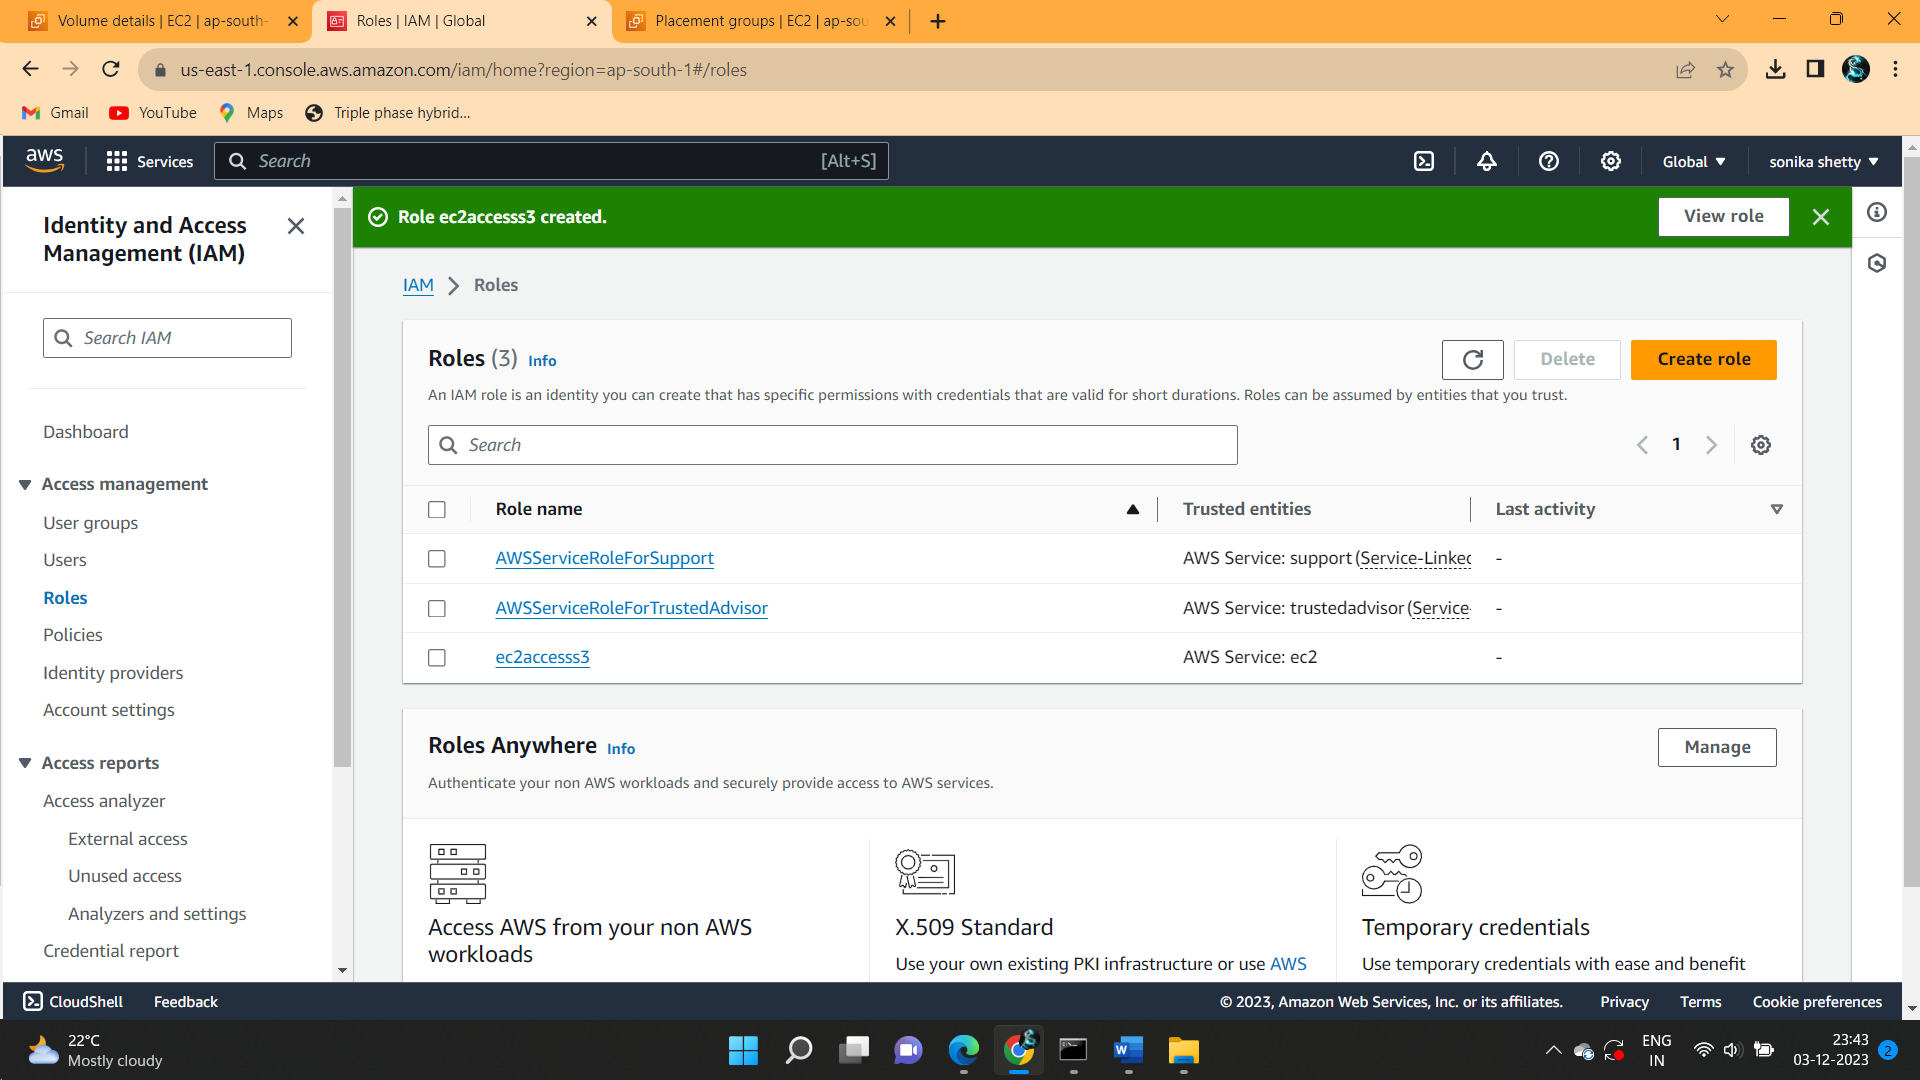 Volume details | EC2 | ap-south-
Roles | IAM | Global
Placement groups | EC2 | ap-sou
us-east-1.console.aws.amazon.com/iam/home?region=ap-south-1#/roles
Gmail
YouTube
Maps
Triple phase hybrid...
aws
Services
Search
[Alt+S]
Global
sonika shetty
Identity and Access
Management (IAM)
Search IAM
Dashboard
Access management
User groups
Users
Roles
Policies
Identity providers
Account settings
Access reports
Access analyzer
External access
Unused access
Analyzers and settings
Credential report
Role ec2accesss3 created.
View role
IAM
Roles
Roles (3) Info
Delete
Create role
An IAM role is an identity you can create that has specific permissions with credentials that are valid for short durations. Roles can be assumed by entities that you trust.
Search
1
Role name
Trusted entities
Last activity
AWSServiceRoleForSupport
AWS Service: support (Service-Linked
-
AWSServiceRoleForTrustedAdvisor
AWS Service: trustedadvisor (Service-
-
ec2accesss3
AWS Service: ec2
-
Roles Anywhere Info
Manage
Authenticate your non AWS workloads and securely provide access to AWS services.
Access AWS from your non AWS
workloads
X.509 Standard
Use your own existing PKI infrastructure or use AWS
Temporary credentials
Use temporary credentials with ease and benefit
CloudShell
Feedback
© 2023, Amazon Web Services, Inc. or its affiliates.
Privacy
Terms
Cookie preferences
22°C
Mostly cloudy
W
ENG
IN
23:43
03-12-2023
2